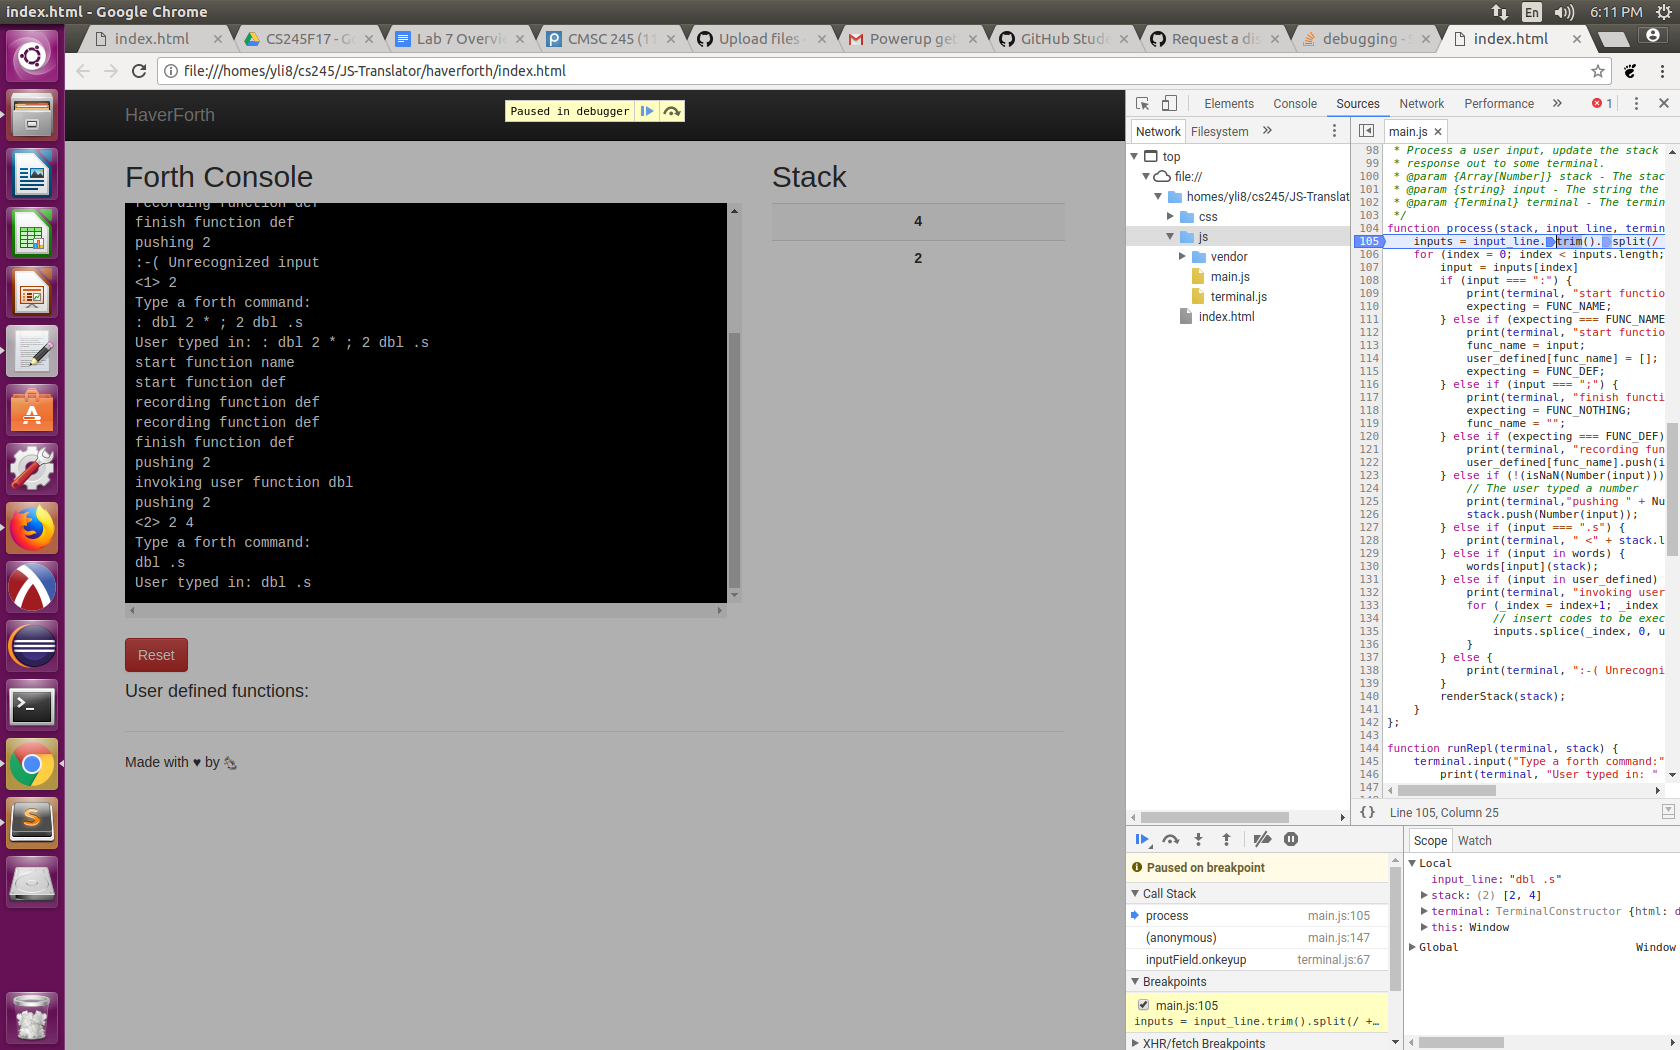 index.html - Google Chrome
En
6:11 PM
index.html
CS245F17 - Go
Lab 7 Overvie
CMSC 245 (11
Upload files
Powerup get
GitHub Stude
Request a dis
debugging - S
index.html
file:///homes/yli8/cs245/JS-Translator/haverforth/index.html
HaverForth
Paused in debugger
Forth Console
recording function def
finish function def
pushing 2
:-( Unrecognized input
<1> 2
Type a forth command:
: dbl 2 * ; 2 dbl .s
User typed in: : dbl 2 * ; 2 dbl .s
start function name
start function def
recording function def
recording function def
finish function def
pushing 2
invoking user function dbl
pushing 2
<2> 2 4
Type a forth command:
dbl .s
User typed in: dbl .s
Stack
4
2
Reset
User defined functions:
Made with ♥ by
Elements
Console
Sources
Network
Performance
»
1
Network
Filesystem
»
main.js
top
file://
homes/yli8/cs245/JS-Translat
css
js
vendor
main.js
terminal.js
index.html
98 * Process a user input, update the stack
99 * response out to some terminal.
100 * @param {Array[Number]} stack - The stac
101 * @param {string} input - The string the
102 * @param {Terminal} terminal - The termin
103 */
104 function process(stack, input_line, termin
105 inputs = input_line.trim().split(/
106 for (index = 0; index < inputs.length;
107 input = inputs[index]
108 if (input === ":") {
109 print(terminal, "start functio
110 expecting = FUNC_NAME;
111 } else if (expecting === FUNC_NAME
112 print(terminal, "start functio
113 func_name = input;
114 user_defined[func_name] = [];
115 expecting = FUNC_DEF;
116 } else if (input === ";") {
117 print(terminal, "finish functi
118 expecting = FUNC_NOTHING;
119 func_name = "";
120 } else if (expecting === FUNC_DEF)
121 print(terminal, "recording fun
122 user_defined[func_name].push(i
123 } else if (!(isNaN(Number(input)))
124 // The user typed a number
125 print(terminal,"pushing " + Nu
126 stack.push(Number(input));
127 } else if (input === ".s") {
128 print(terminal, " <" + stack.l
129 } else if (input in words) {
130 words[input](stack);
131 } else if (input in user_defined)
132 print(terminal, "invoking user
133 for (_index = index+1; _index
134 // insert codes to be exec
135 inputs.splice(_index, 0, u
136 }
137 } else {
138 print(terminal, ":-( Unrecogni
139 }
140 renderStack(stack);
141 }
142 };
143
144 function runRepl(terminal, stack) {
145 terminal.input("Type a forth command:"
146 print(terminal, "User typed in: "
147
{} Line 105, Column 25
Paused on breakpoint
Call Stack
process main.js:105
(anonymous) main.js:147
inputField.onkeyup terminal.js:67
Breakpoints
main.js:105
inputs = input_line.trim().split(/ +…
XHR/fetch Breakpoints
Scope
Watch
Local
input_line: "dbl .s"
stack: (2) [2, 4]
terminal: TerminalConstructor {html: d
this: Window
Global Window